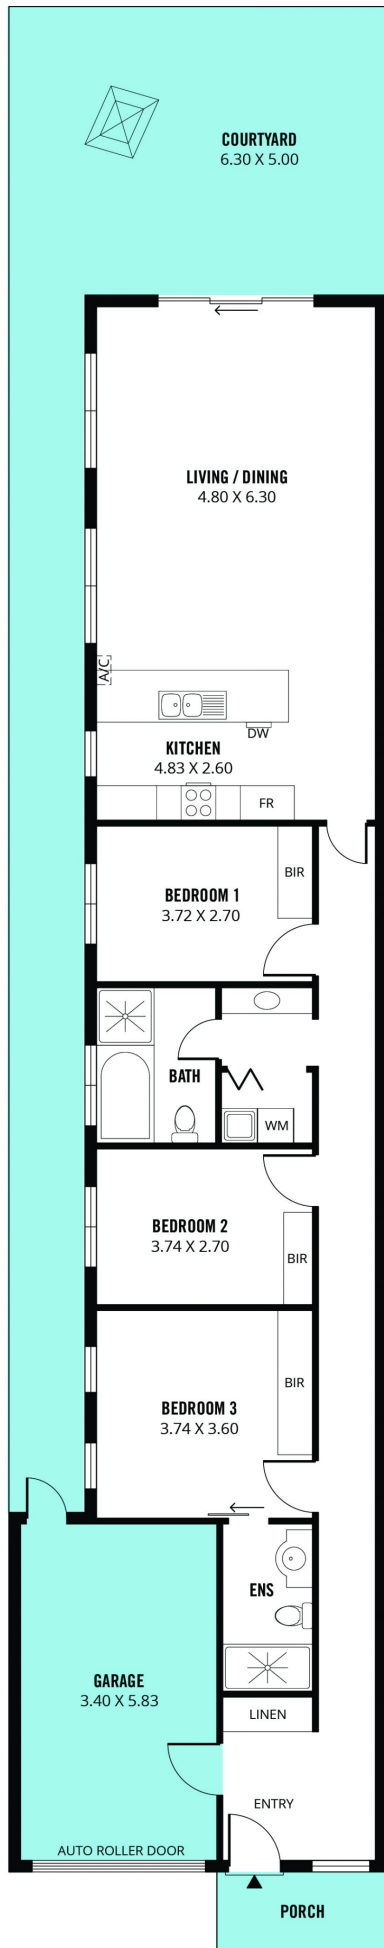 COURTYARD
6.30 X 5.00
LIVING / DINING
4.80 X 6.30
A/C
DW
KITCHEN
4.83 X 2.60
FR
BIR
BEDROOM 1
3.72 X 2.70
BATH
WM
BEDROOM 2
3.74 X 2.70
BIR
BIR
BEDROOM 3
3.74 X 3.60
ENS
GARAGE
3.40 X 5.83
LINEN
ENTRY
AUTO ROLLER DOOR
PORCH